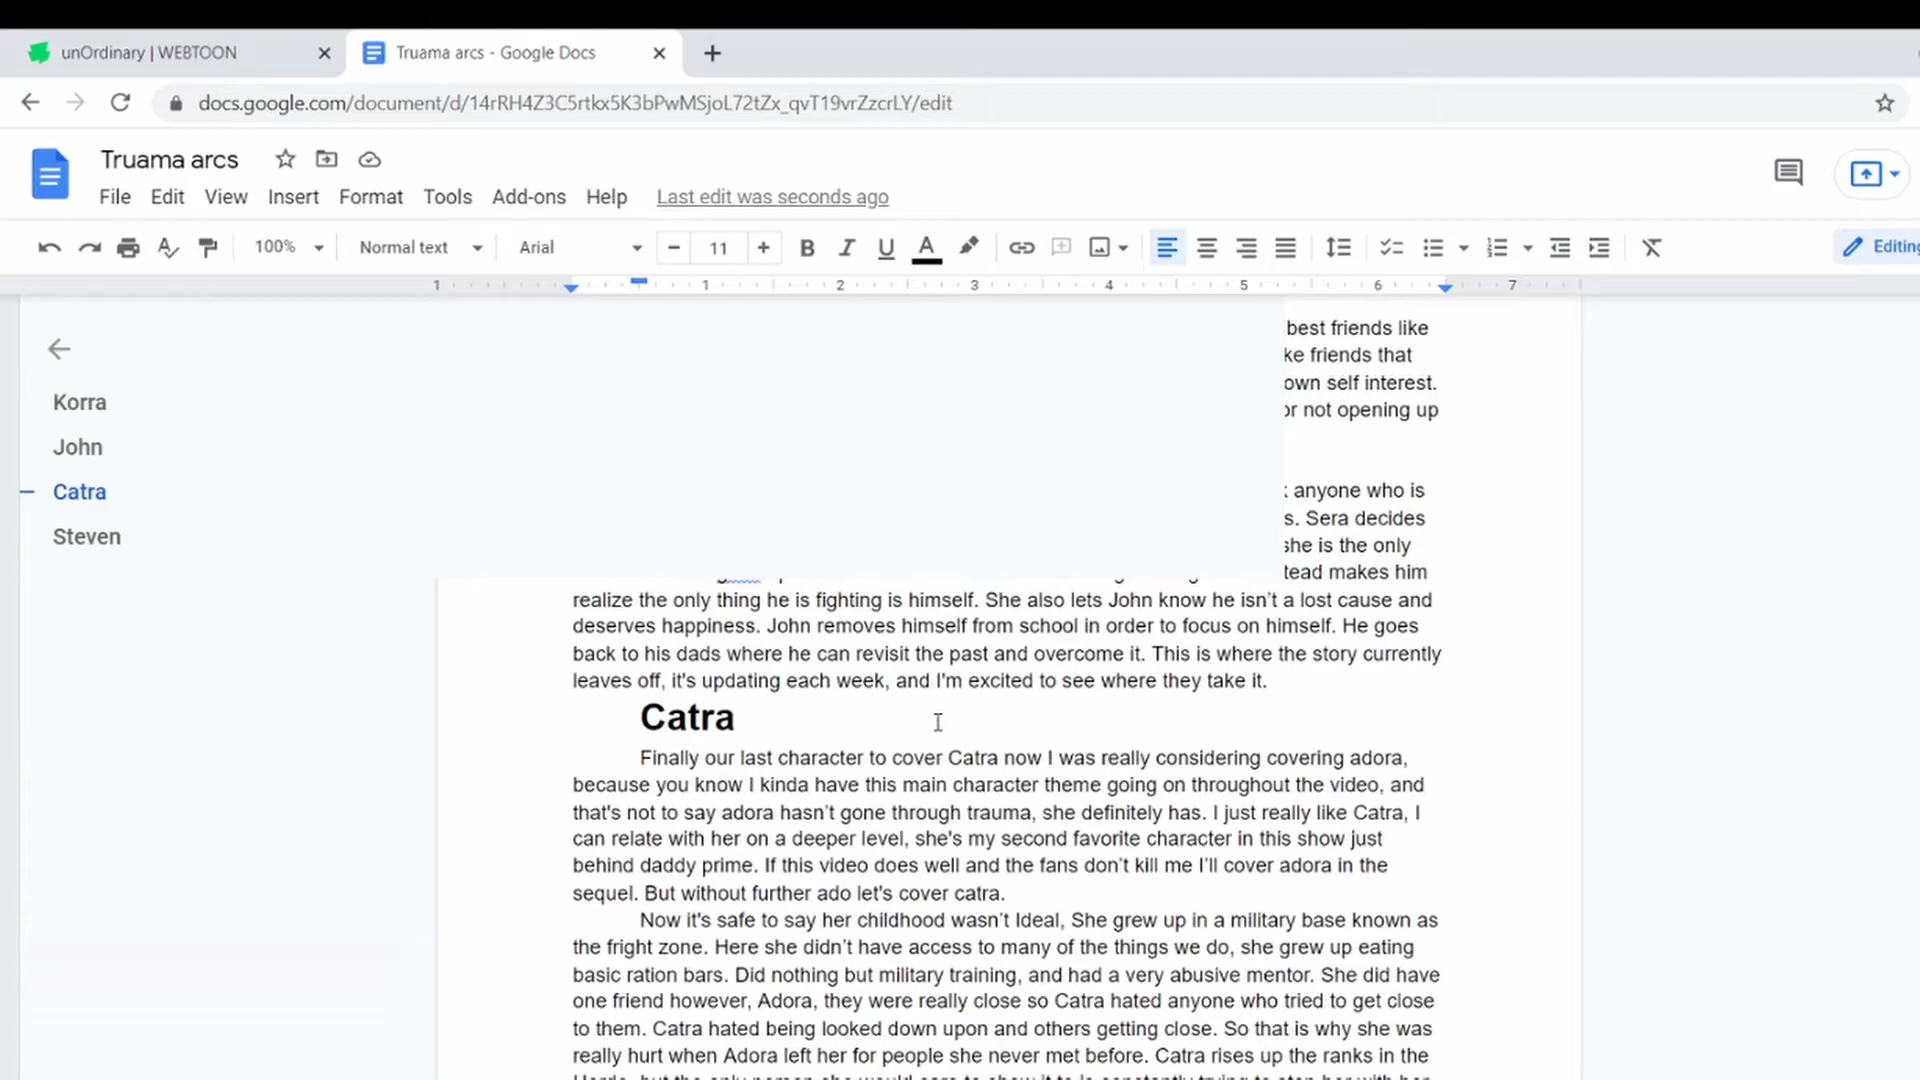 unOrdinary | WEBTOON
Truama arcs - Google Docs
docs.google.com/document/d/14rRH4Z3C5rtkx5K3bPwMSjoL72tZx_qvT19vrZzcrLY/edit
Truama arcs
File Edit View Insert Format Tools Add-ons Help Last edit was seconds ago
100% Normal text Arial 11 Editing
1 1 2 3 4 5 6 7
Korra
John
Catra
Steven
best friends like
friends that
own self interest.
not opening up
anyone who is
Sera decides
she is the only
makes him
realize the only thing he is fighting is himself. She also lets John know he isn't a lost cause and
deserves happiness. John removes himself from school in order to focus on himself. He goes
back to his dads where he can revisit the past and overcome it. This is where the story currently
leaves off, it's updating each week, and I'm excited to see where they take it.
Catra
Finally our last character to cover Catra now I was really considering covering adora,
because you know I kinda have this main character theme going on throughout the video, and
that's not to say adora hasn't gone through trauma, she definitely has. I just really like Catra, I
can relate with her on a deeper level, she's my second favorite character in this show just
behind daddy prime. If this video does well and the fans don't kill me I'll cover adora in the
sequel. But without further ado let's cover catra.
Now it's safe to say her childhood wasn't Ideal, She grew up in a military base known as
the fright zone. Here she didn't have access to many of the things we do, she grew up eating
basic ration bars. Did nothing but military training, and had a very abusive mentor. She did have
one friend however, Adora, they were really close so Catra hated anyone who tried to get close
to them. Catra hated being looked down upon and others getting close. So that is why she was
really hurt when Adora left her for people she never met before. Catra rises up the ranks in the